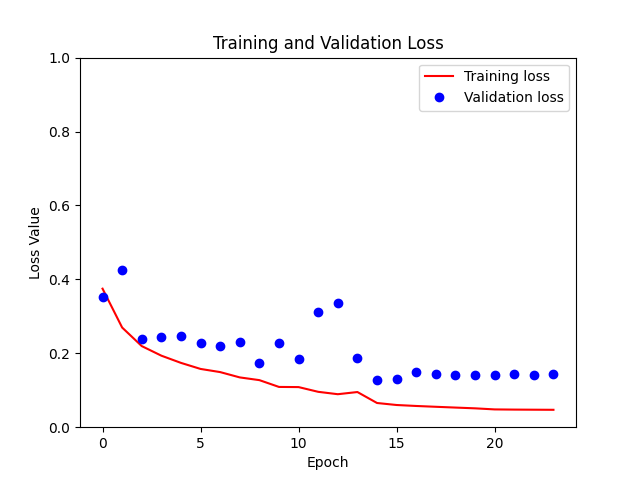 Training and Validation Loss
1.0
Training loss
Validation loss
0.8
0.6
Loss Value
0.4
0.2
0.0
0 5 10 15 20
Epoch